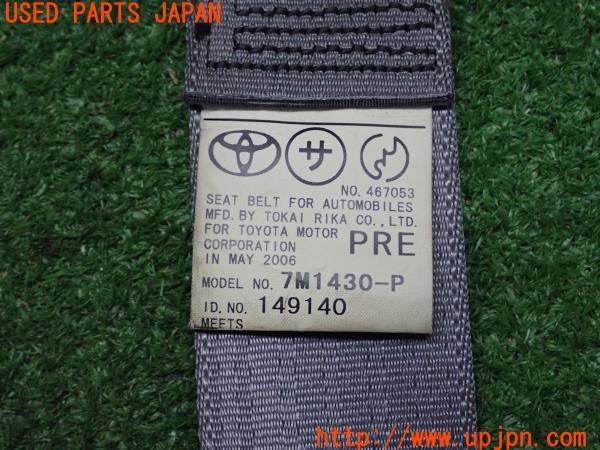 USED PARTS JAPAN
サ
NO. 467053
SEAT BELT FOR AUTOMOBILES
MFD. BY TOKAI RIKA CO., LTD.
FOR TOYOTA MOTOR
CORPORATION PRE
IN MAY 2006
MODEL NO. 7M1430-P
I.D. NO. 149140
MEETS
http://www.upjpn.com